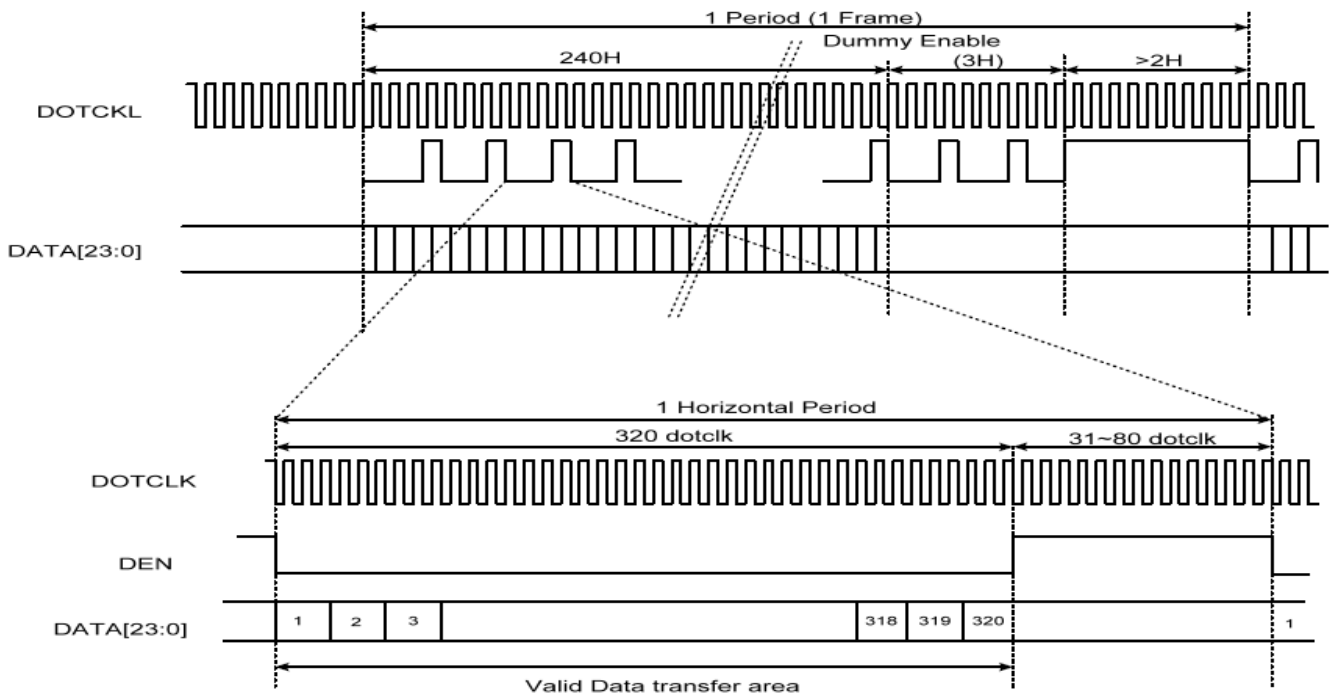 1 Period (1 Frame)
Dummy Enable
240H
(3H)
>2H
DOTCKL
DATA[23:0]
1 Horizontal Period
320 dotclk
31~80 dotclk
DOTCLK
DEN
DATA[23:0]
1
2
3
318
319
320
1
Valid Data transfer area